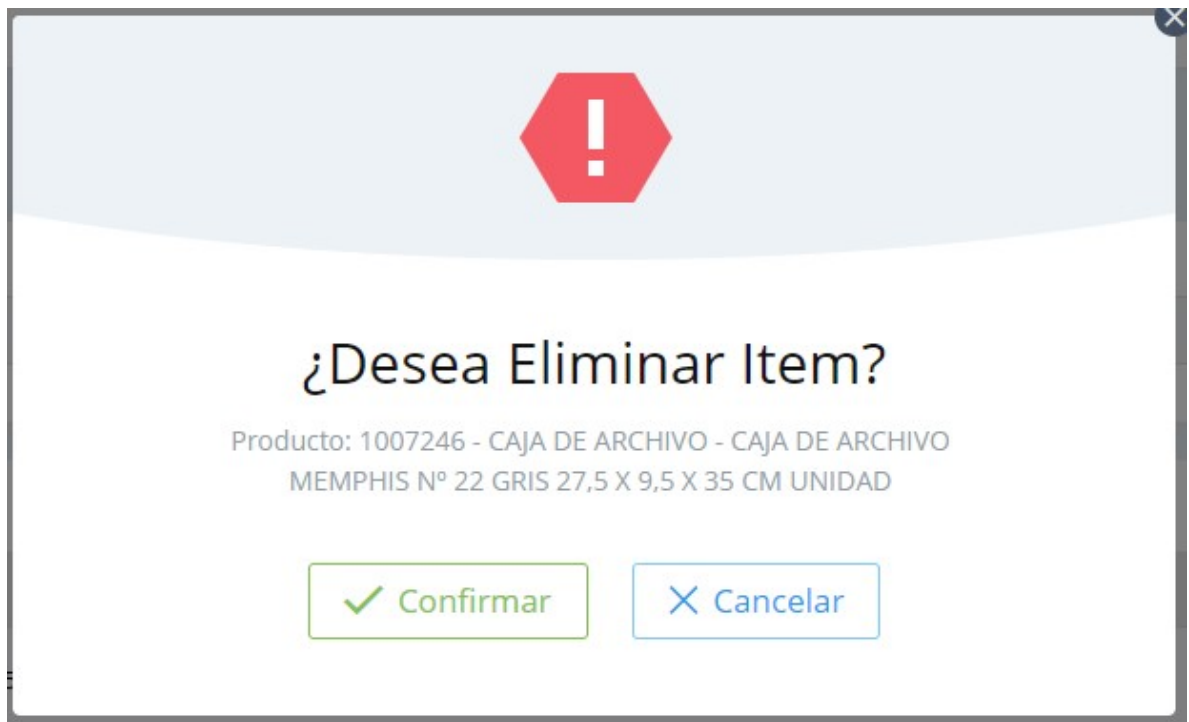 ¿Desea Eliminar Item?
Producto: 1007246 - CAJA DE ARCHIVO - CAJA DE ARCHIVO
MEMPHIS Nº 22 GRIS 27,5 X 9,5 X 35 CM UNIDAD
Confirmar
Cancelar